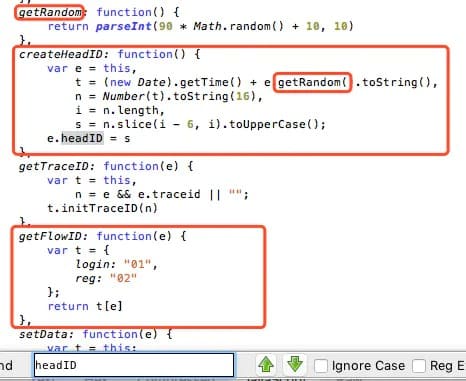 getRandom: function() {
return parseInt(90 * Math.random() + 10, 10)
},
createHeadID: function() {
var e = this,
t = (new Date).getTime() + e getRandom( .toString(),
n = Number(t).toString(16),
i = n.length,
s = n.slice(i - 6, i).toUpperCase();
e.headID = s
},
getTraceID: function(e) {
var t = this,
n = e && e.traceid || "";
t.initTraceID(n)
},
getFlowID: function(e) {
var t = {
login: "01",
reg: "02"
};
return t[e]
},
setData: function(e) {
var t = this;
nd headID Ignore Case Reg E